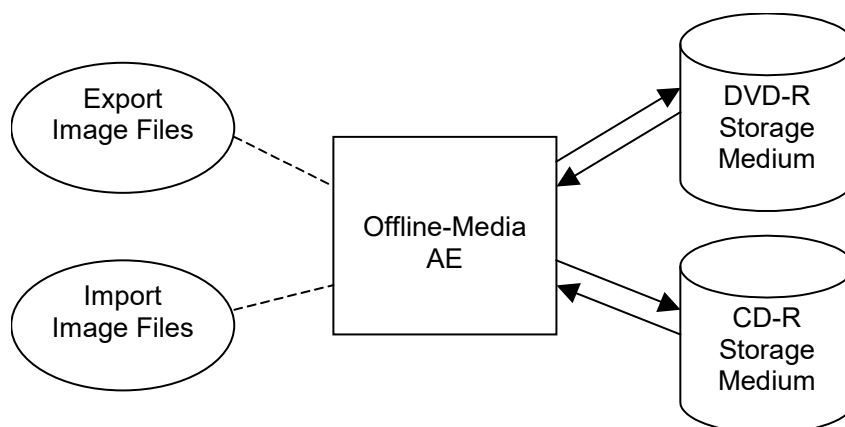 Export
Image Files
Import
Image Files
Offline-Media
AE
DVD-R
Storage
Medium
CD-R
Storage
Medium